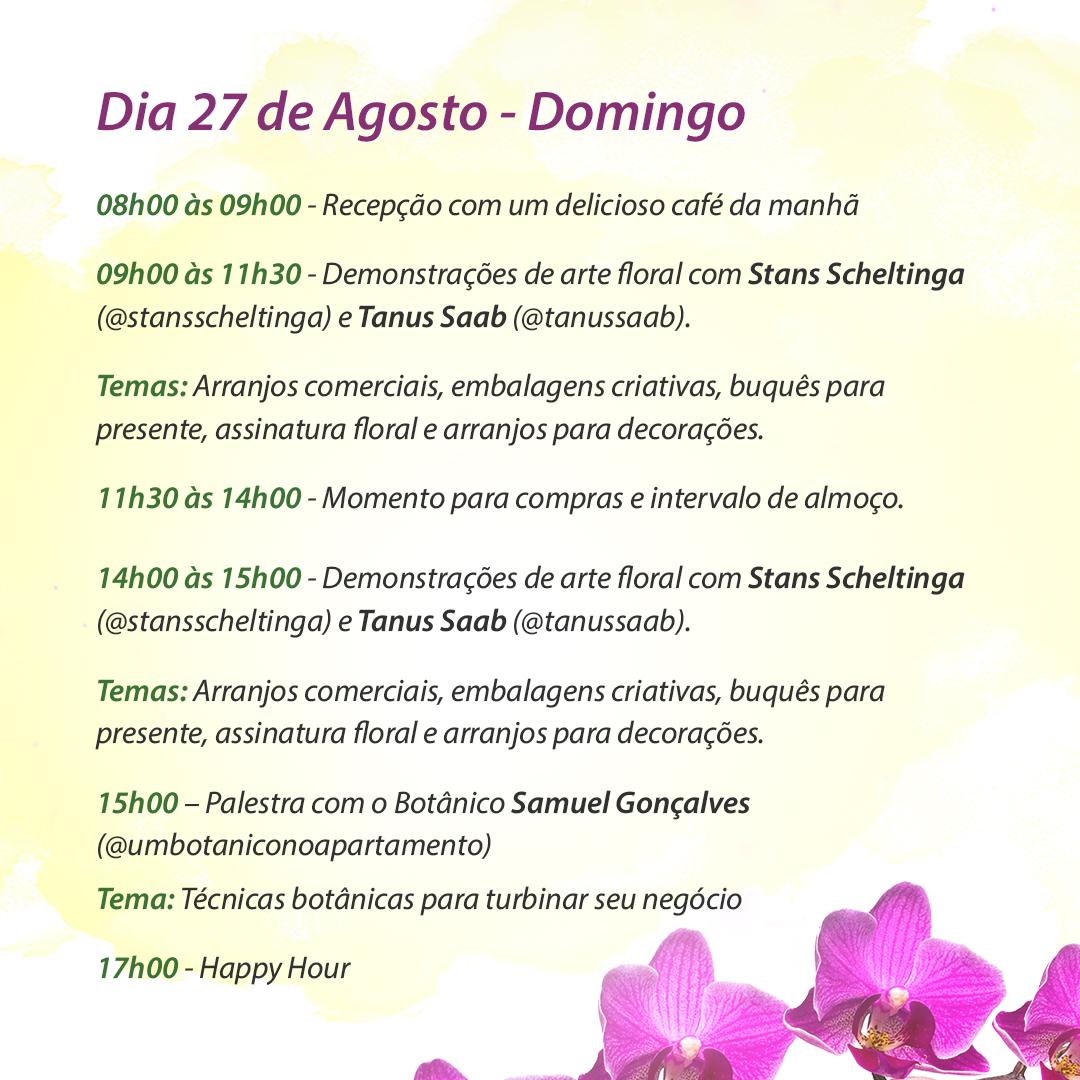 Dia 27 de Agosto - Domingo
08h00 às 09h00 - Recepção com um delicioso café da manhã
09h00 às 11h30 - Demonstrações de arte floral com Stans Scheltinga
(@stansscheltinga) e Tanus Saab (@tanussaab).
Temas: Arranjos comerciais, embalagens criativas, buquês para
presente, assinatura floral e arranjos para decorações.
11h30 às 14h00 - Momento para compras e intervalo de almoço.
14h00 às 15h00 - Demonstrações de arte floral com Stans Scheltinga
(@stansscheltinga) e Tanus Saab (@tanussaab).
Temas: Arranjos comerciais, embalagens criativas, buquês para
presente, assinatura floral e arranjos para decorações.
15h00 – Palestra com o Botânico Samuel Gonçalves
(@umbotaniconoapartamento)
Tema: Técnicas botânicas para turbinar seu negócio
17h00 - Happy Hour